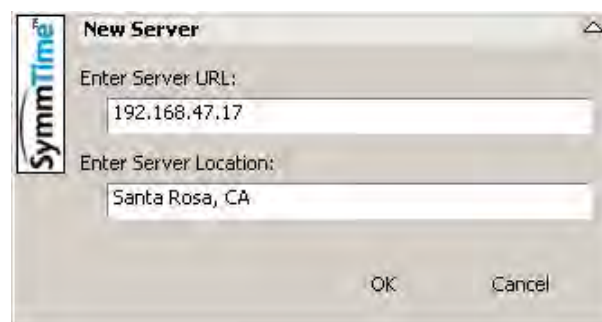 New Server
SymmTime
Enter Server URL:
192.168.47.17
Enter Server Location:
Santa Rosa, CA
OK Cancel